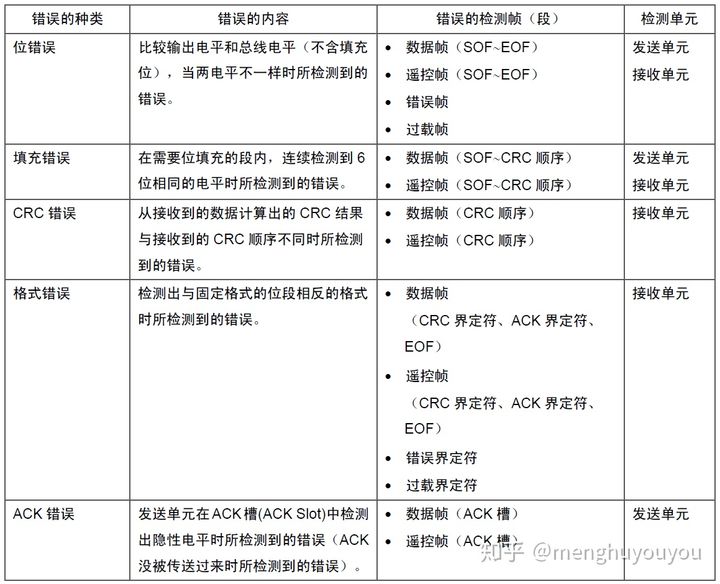 错误的种类 错误的内容 错误的检测帧（段） 检测单元
位错误 比较输出电平和总线电平（不含填充 • 数据帧（SOF~EOF） 发送单元
位），当两电平不一样时所检测到的 • 遥控帧（SOF~EOF） 接收单元
错误。 • 错误帧
• 过载帧
填充错误 在需要位填充的段内，连续检测到 6 • 数据帧（SOF~CRC 顺序） 发送单元
位相同的电平时所检测到的错误。 • 遥控帧（SOF~CRC 顺序） 接收单元
CRC 错误 从接收到的数据计算出的 CRC 结果 • 数据帧（CRC 顺序） 接收单元
与接收到的 CRC 顺序不同时所检测 • 遥控帧（CRC 顺序）
到的错误。
格式错误 检测出与固定格式的位段相反的格式 • 数据帧 接收单元
时所检测到的错误。 （CRC 界定符、ACK 界定符、
EOF）
• 遥控帧
（CRC 界定符、ACK 界定符、
EOF）
• 错误界定符
• 过载界定符
ACK 错误 发送单元在 ACK 槽(ACK Slot)中检测 • 数据帧（ACK 槽） 发送单元
出隐性电平时所检测到的错误（ACK • 遥控帧（ACK 槽）
没被传送过来时所检测到的错误）。
知乎 @menghuyouyou